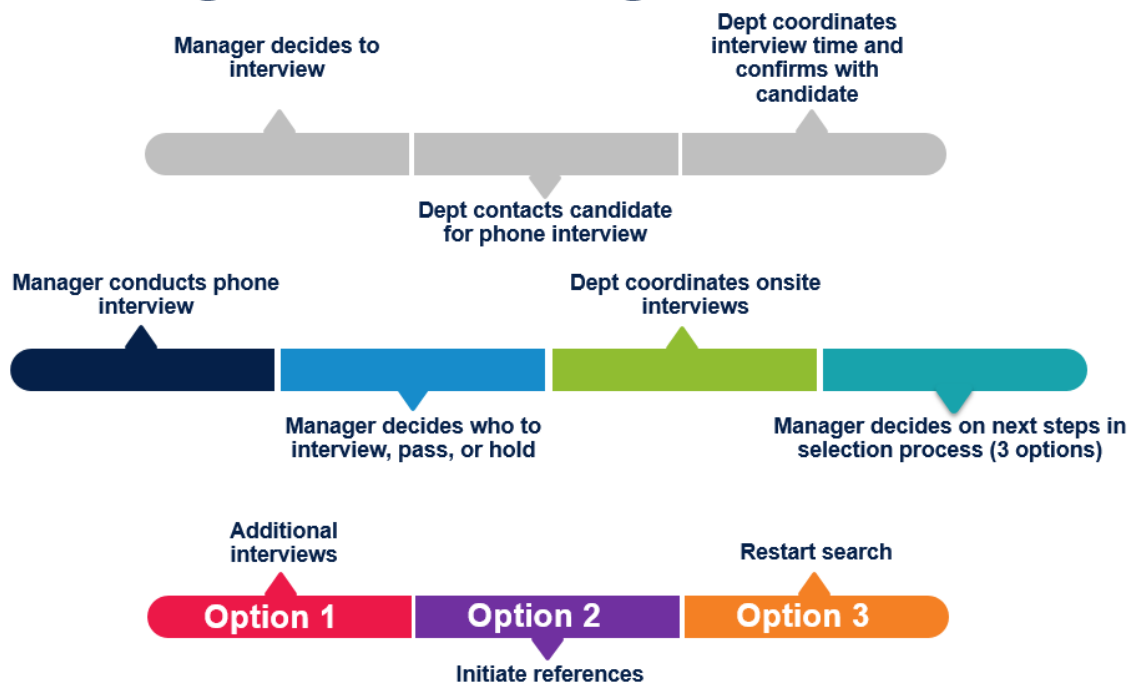 Manager decides to
interview
Dept coordinates
interview time and
confirms with
candidate
Dept contacts candidate
for phone interview
Manager conducts phone
interview
Dept coordinates onsite
interviews
Manager decides who to
interview, pass, or hold
Manager decides on next steps in
selection process (3 options)
Additional
interviews
Restart search
Option 1
Option 2
Option 3
Initiate references